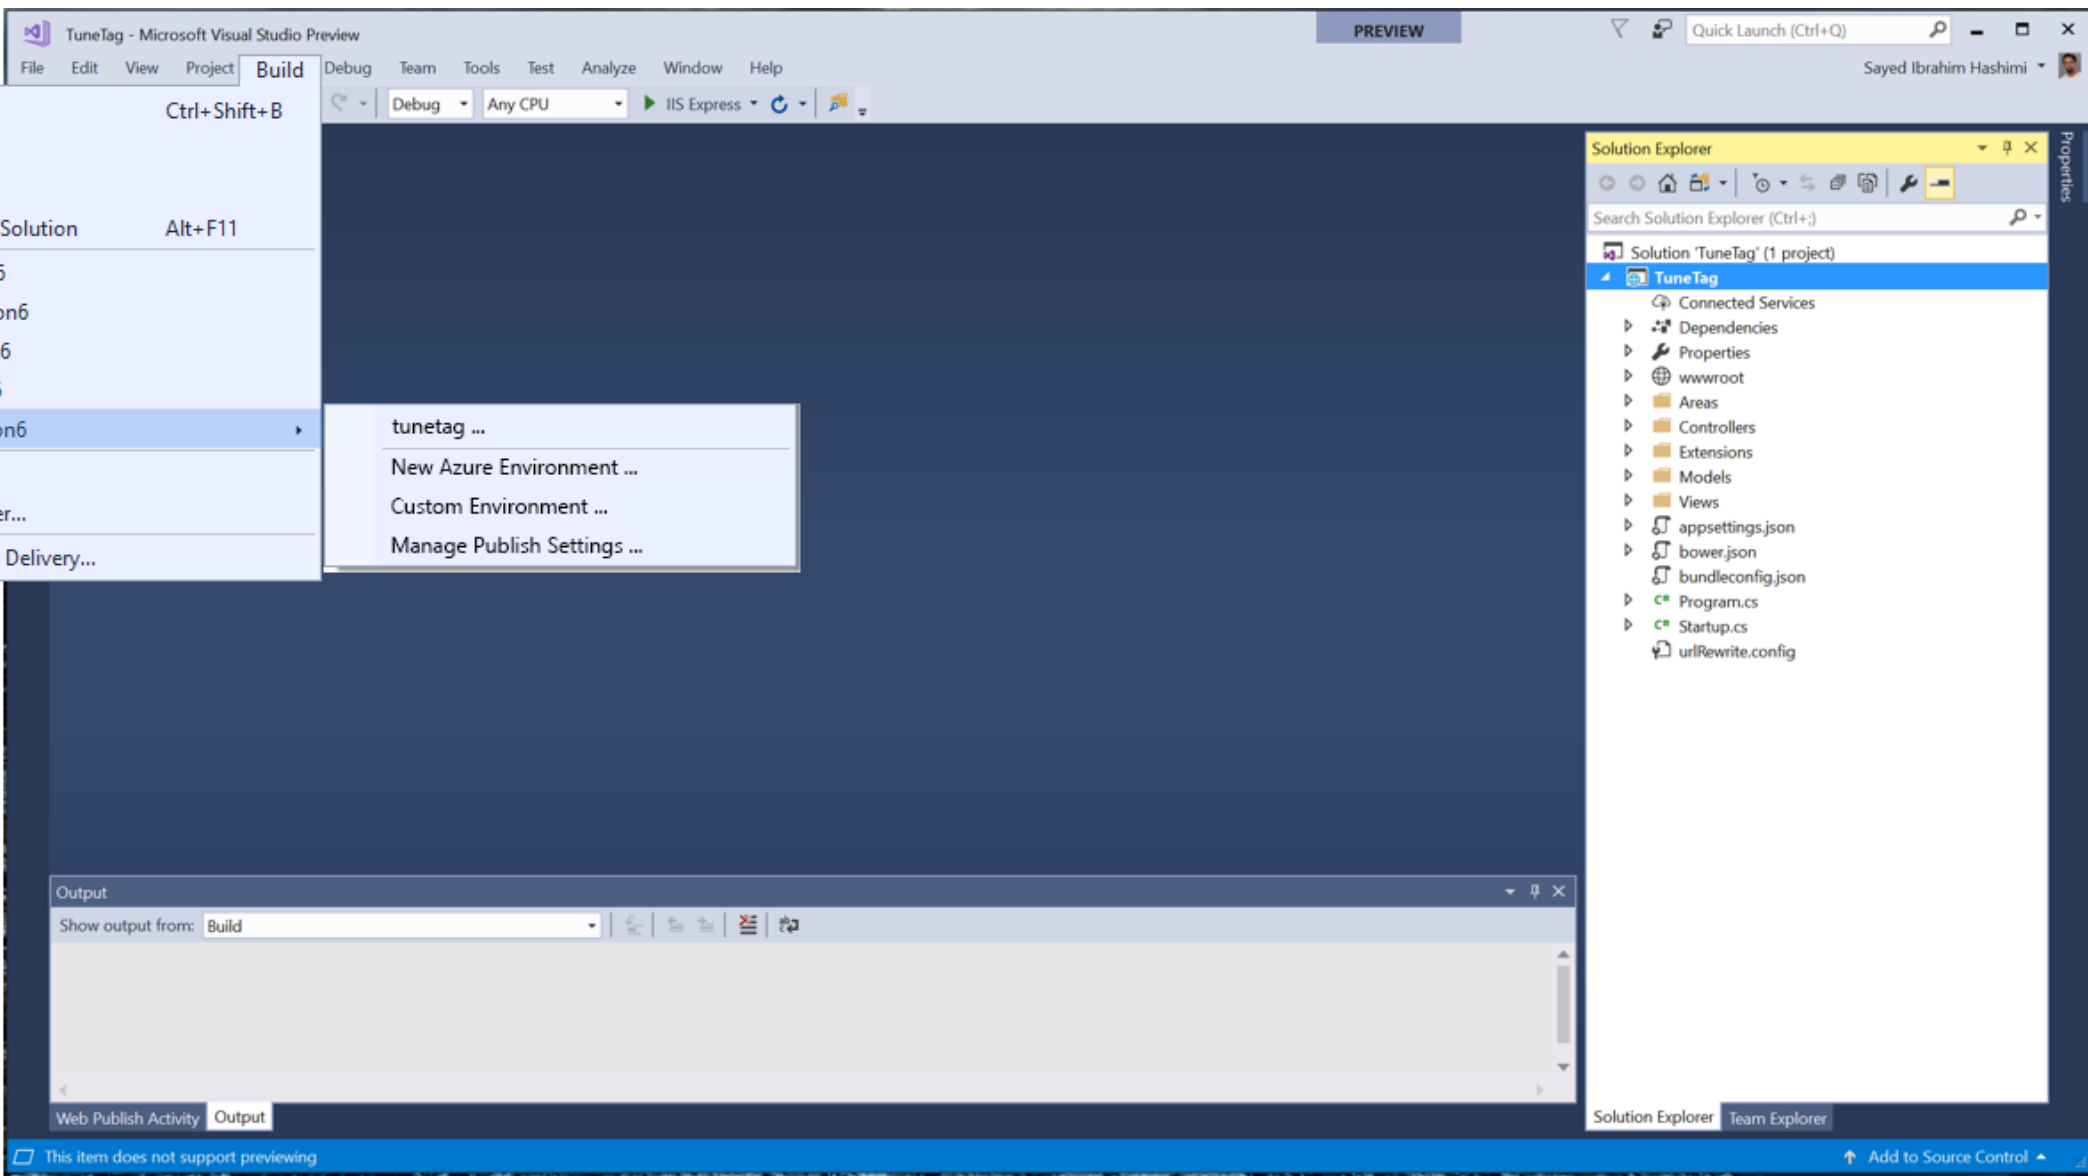 TuneTag - Microsoft Visual Studio Preview
PREVIEW
Quick Launch (Ctrl+Q)
File Edit View Project Build Debug Team Tools Test Analyze Window Help
Sayed Ibrahim Hashimi
Debug Any CPU IIS Express
Ctrl+Shift+B
Solution Alt+F11
6
on6
6
on6
er...
Delivery...
tunetag ...
New Azure Environment ...
Custom Environment ...
Manage Publish Settings ...
Solution Explorer
Search Solution Explorer (Ctrl+;)
Solution 'TuneTag' (1 project)
TuneTag
Connected Services
Dependencies
Properties
wwwroot
Areas
Controllers
Extensions
Models
Views
appsettings.json
bower.json
bundleconfig.json
C# Program.cs
C# Startup.cs
urlRewrite.config
Properties
Output
Show output from: Build
Web Publish Activity Output
Solution Explorer Team Explorer
This item does not support previewing
Add to Source Control